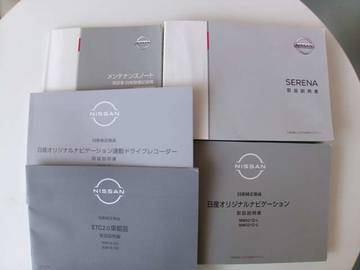 メンテナンスノート
NISSAN
SERENA
取扱説明書
NISSAN
日産純正部品
日産オリジナルナビゲーション連動ドライブレコーダー
取扱説明書
NISSAN
日産純正部品
日産オリジナルナビゲーション
取扱説明書
NISSAN
日産純正部品
ETC2.0車載器
取扱説明書